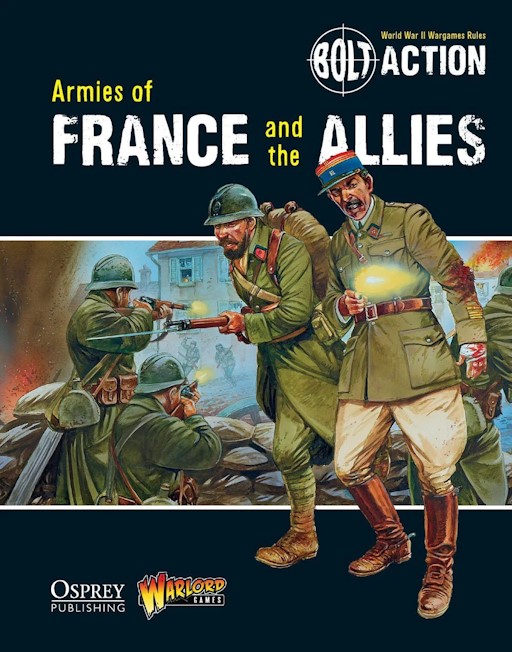 World War II Wargames Rules
BOLT ACTION
Armies of
FRANCE and the ALLIES
OSPREY
PUBLISHING
WARLORD
GAMES